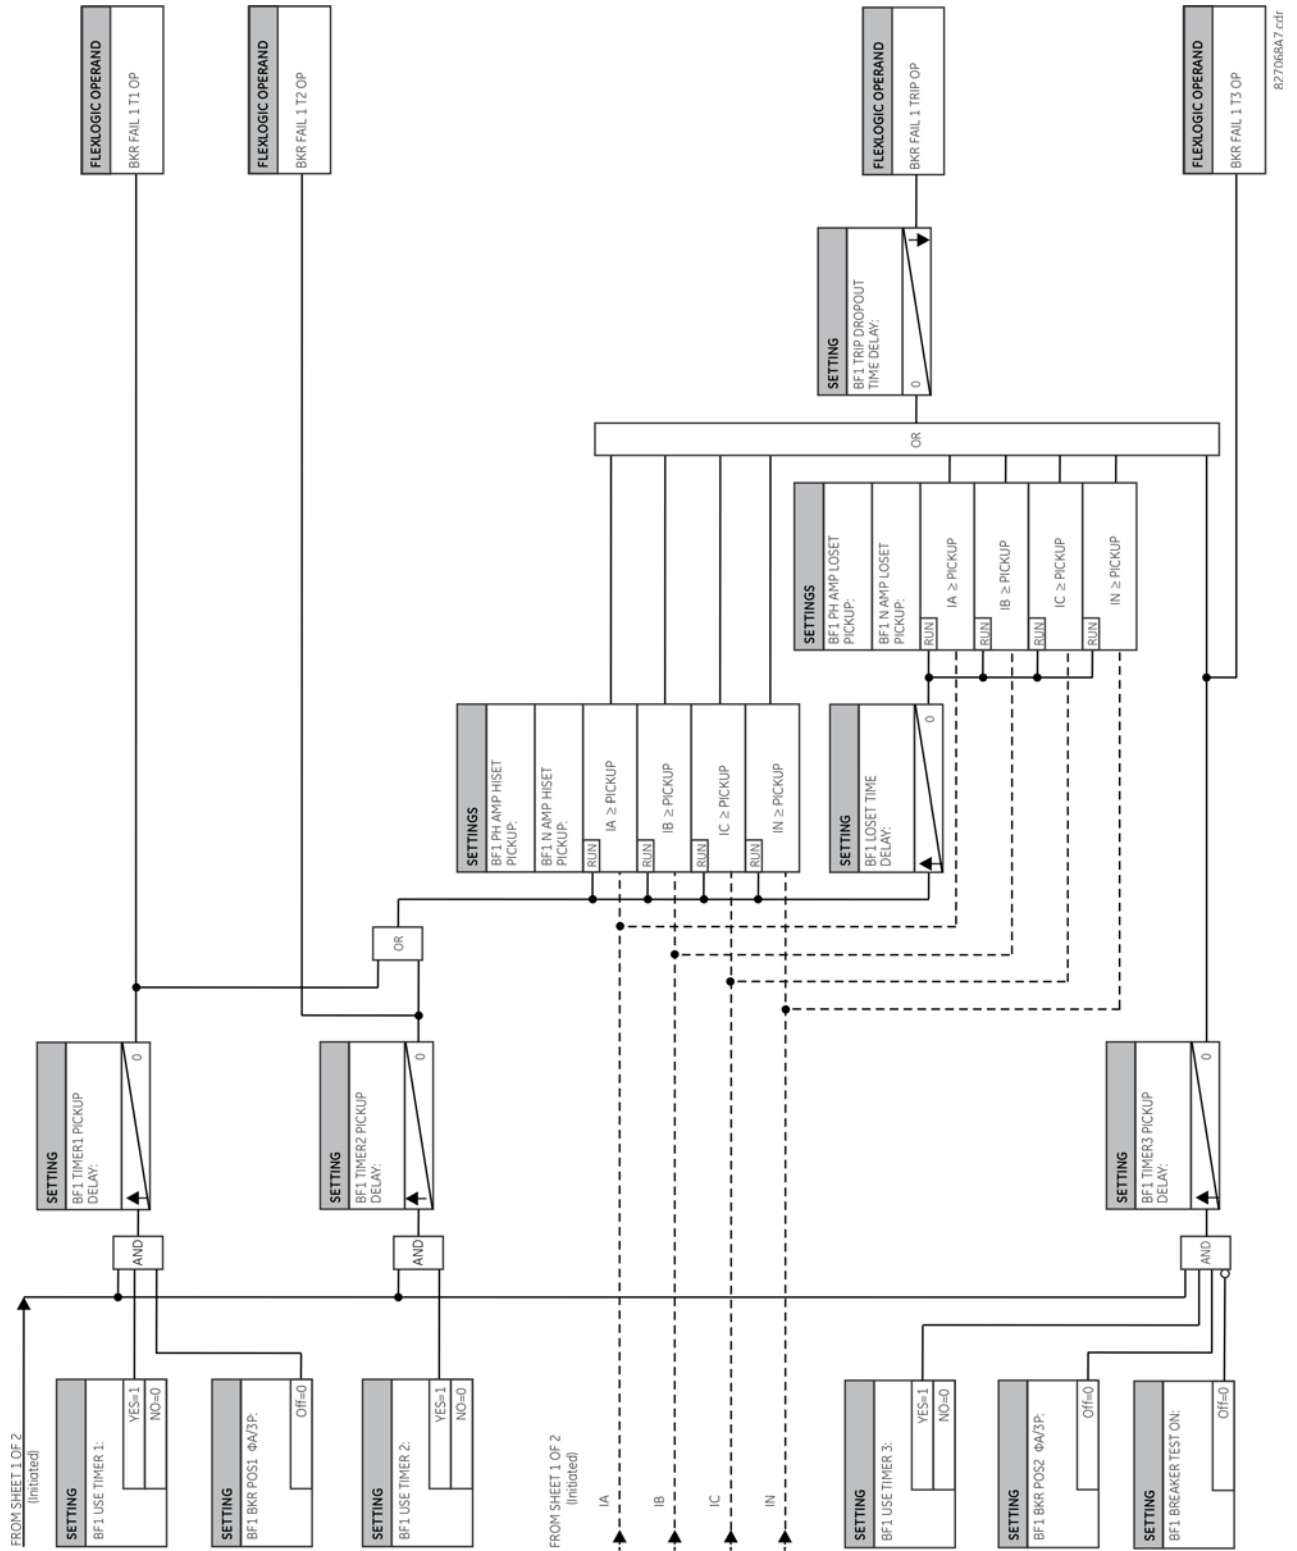 FROM SHEET 1 OF 2
(Initiated)
SETTING
BF1 USE TIMER 1:
YES=1
NO=0
SETTING
BF1 BKR POS1 ΦA/3P:
Off=0
SETTING
BF1 USE TIMER 2:
YES=1
NO=0
FROM SHEET 1 OF 2
(Initiated)
IA
IB
IC
IN
SETTING
BF1 USE TIMER 3:
YES=1
NO=0
SETTING
BF1 BKR POS2 ΦA/3P:
Off=0
SETTING
BF1 BREAKER TEST ON:
Off=0
AND
AND
AND
SETTING
BF1 TIMER1 PICKUP
DELAY:
0
SETTING
BF1 TIMER2 PICKUP
DELAY:
0
SETTING
BF1 TIMER3 PICKUP
DELAY:
0
OR
SETTINGS
BF1 PH AMP HISET
PICKUP:
BF1 N AMP HISET
PICKUP:
RUN
IA ≥ PICKUP
RUN
IB ≥ PICKUP
RUN
IC ≥ PICKUP
RUN
IN ≥ PICKUP
SETTING
BF1 LOSET TIME
DELAY:
0
SETTINGS
BF1 PH AMP LOSET
PICKUP:
BF1 N AMP LOSET
PICKUP:
RUN
IA ≥ PICKUP
RUN
IB ≥ PICKUP
RUN
IC ≥ PICKUP
RUN
IN ≥ PICKUP
OR
SETTING
BF1 TRIP DROPOUT
TIME DELAY:
0
FLEXLOGIC OPERAND
BKR FAIL 1 T1 OP
FLEXLOGIC OPERAND
BKR FAIL 1 T2 OP
FLEXLOGIC OPERAND
BKR FAIL 1 TRIP OP
FLEXLOGIC OPERAND
BKR FAIL 1 T3 OP
827068A7.cdr